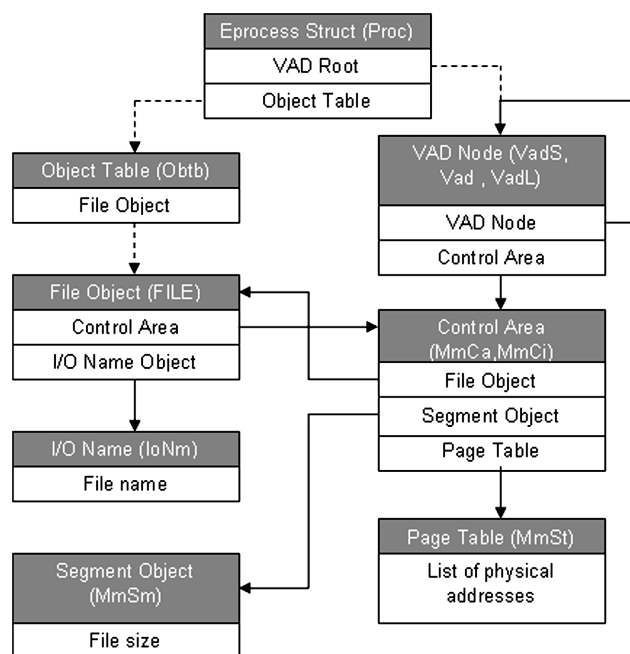 Eprocess Struct (Proc)
VAD Root
Object Table
Object Table (Obtb)
File Object
VAD Node (VadS,
Vad , VadL)
VAD Node
Control Area
File Object (FILE)
Control Area
I/O Name Object
Control Area
(MmCa,MmCi)
File Object
Segment Object
Page Table
I/O Name (IoNm)
File name
Page Table (MmSt)
List of physical
addresses
Segment Object
(MmSm)
File size